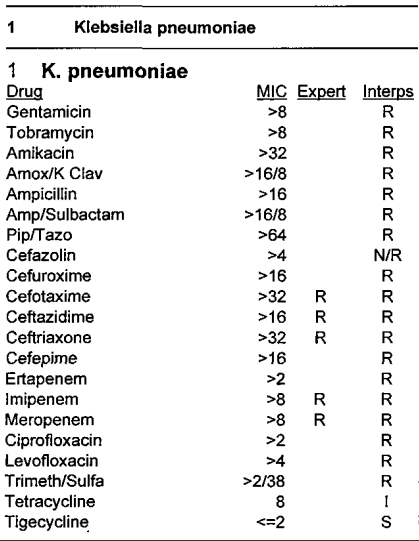 1 Klebsiella pneumoniae
1 K. pneumoniae
Drug MIC Expert Interps
Gentamicin >8 R
Tobramycin >8 R
Amikacin >32 R
Amox/K Clav >16/8 R
Ampicillin >16 R
Amp/Sulbactam >16/8 R
Pip/Tazo >64 R
Cefazolin >4 N/R
Cefuroxime >16 R
Cefotaxime >32 R R
Ceftazidime >16 R R
Ceftriaxone >32 R R
Cefepime >16 R
Ertapenem >2 R
Imipenem >8 R R
Meropenem >8 R R
Ciprofloxacin >2 R
Levofloxacin >4 R
Trimeth/Sulfa >2/38 R
Tetracycline 8 I
Tigecycline <=2 S